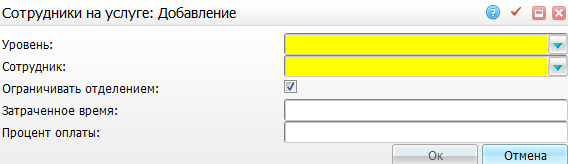 Сотрудники на услуге: Добавление
Уровень:
Сотрудник:
Ограничивать отделением:
Затраченное время:
Процент оплаты:
Ок Отмена